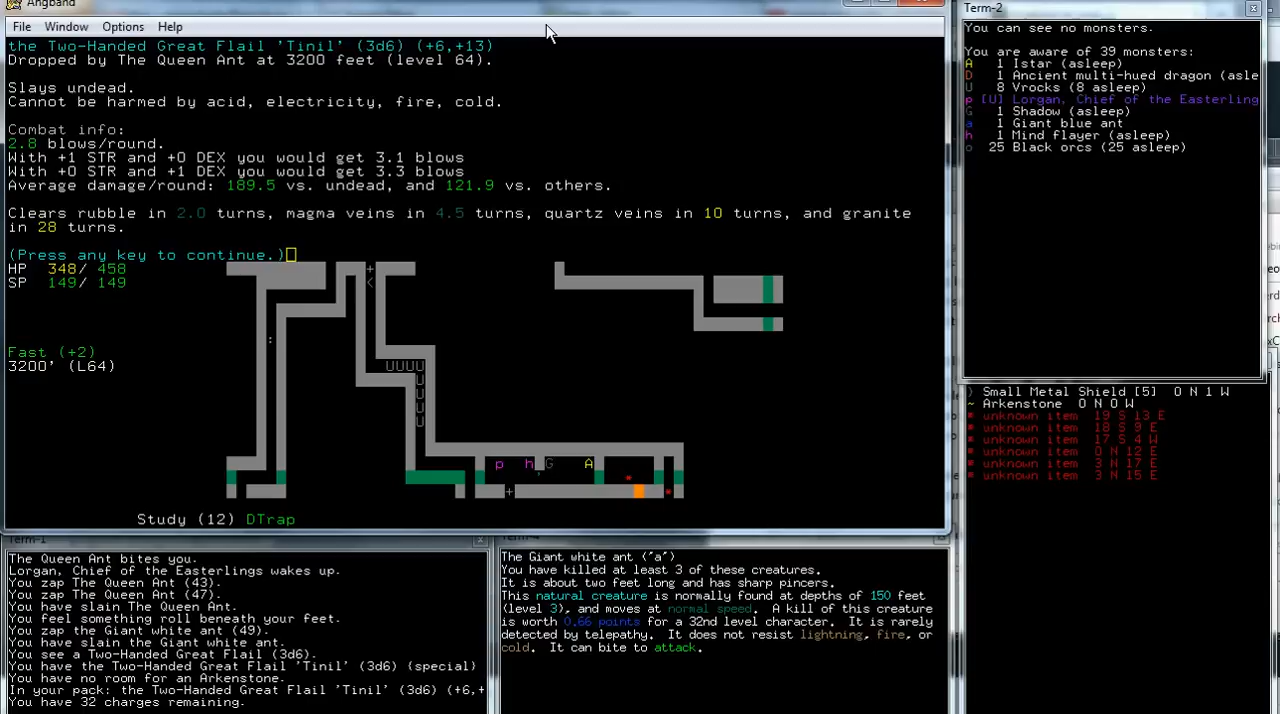 Angband
File Window Options Help
the Two-Handed Great Flail 'Tinil' (3d6) (+6,+13)
Dropped by The Queen Ant at 3200 feet (level 64).
Slays undead.
Cannot be harmed by acid, electricity, fire, cold.
Combat info:
2.8 blows/round.
With +1 STR and +0 DEX you would get 3.1 blows
With +0 STR and +1 DEX you would get 3.3 blows
Average damage/round: 189.5 vs. undead, and 121.9 vs. others.
Clears rubble in 2.0 turns, magma veins in 4.5 turns, quartz veins in 10 turns, and granite
in 28 turns.
(Press any key to continue.)
HP 348/ 458
SP 149/ 149
Fast (+2)
3200' (L64)
UUUU
U
U
U
U
p h G A
Study (12) DTrap
Term-2
You can see no monsters.
You are aware of 39 monsters:
A 1 Istar (asleep)
D 1 Ancient multi-hued dragon (asle
U 8 Vrocks (8 asleep)
p [U] Lorgan, Chief of the Easterling
G 1 Shadow (asleep)
a 1 Giant blue ant
h 1 Mind flayer (asleep)
o 25 Black orcs (25 asleep)
) Small Metal Shield [5] 0 N 1 W
~ Arkenstone 0 N 0 W
* unknown item 19 S 13 E
* unknown item 18 S 9 E
* unknown item 17 S 4 W
* unknown item 0 N 12 E
* unknown item 3 N 17 E
* unknown item 3 N 15 E
Term-1
The Queen Ant bites you.
Lorgan, Chief of the Easterlings wakes up.
You zap The Queen Ant (43).
You zap The Queen Ant (47).
You have slain The Queen Ant.
You feel something roll beneath your feet.
You zap the Giant white ant (49).
You have slain the Giant white ant.
You see a Two-Handed Great Flail (3d6).
You have the Two-Handed Great Flail 'Tinil' (3d6) {special}
You have no room for an Arkenstone.
In your pack: the Two-Handed Great Flail 'Tinil' (3d6) (+6,+
You have 32 charges remaining.
The Giant white ant ("a")
You have killed at least 3 of these creatures.
It is about two feet long and has sharp pincers.
This natural creature is normally found at depths of 150 feet
(level 3), and moves at normal speed. A kill of this creature
is worth 0.66 points for a 32nd level character. It is rarely
detected by telepathy. It does not resist lightning, fire, or
cold. It can bite to attack.